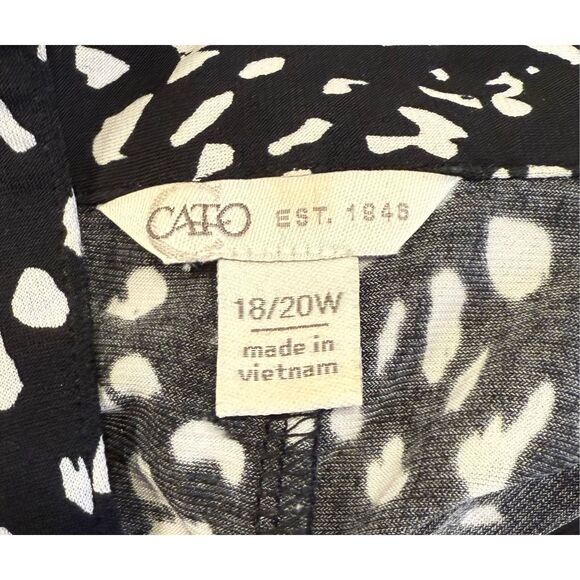 CATO EST. 1946
18/20W
made in
vietnam